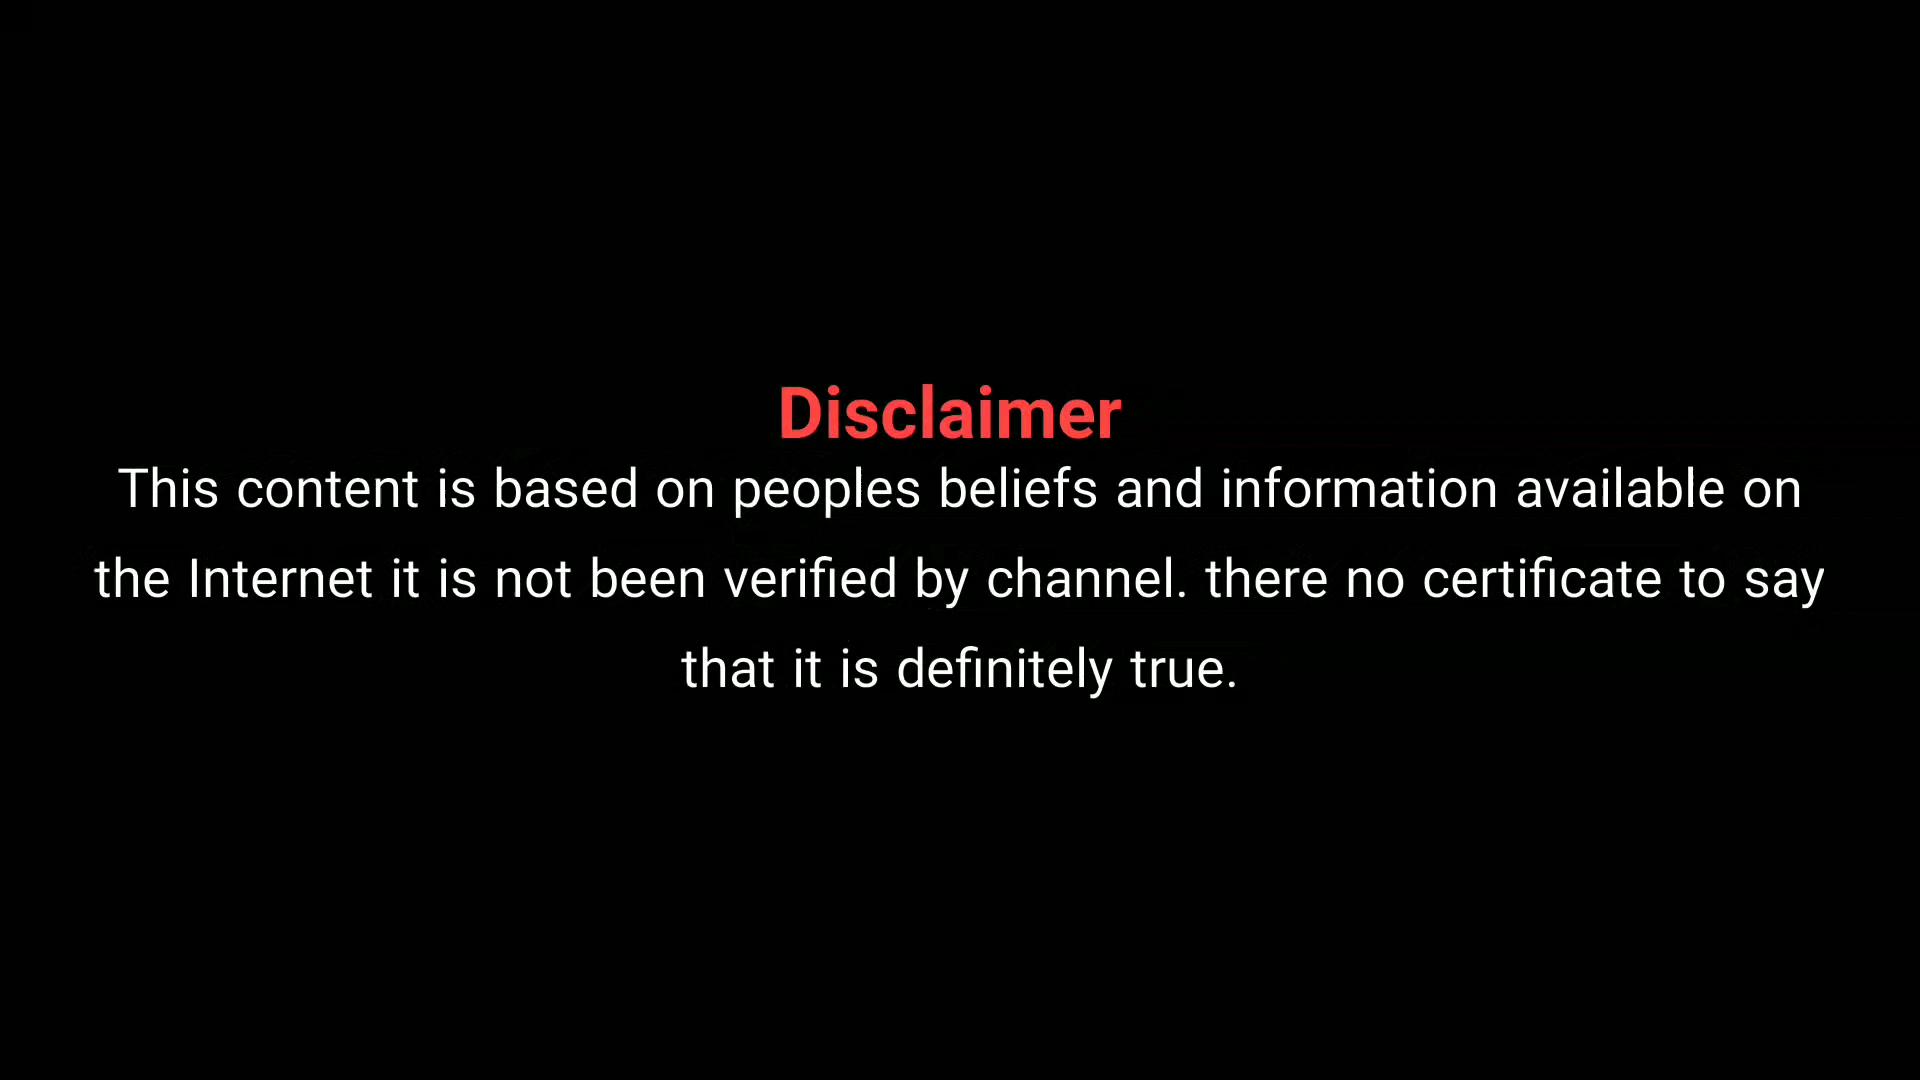 Disclaimer
This content is based on peoples beliefs and information available on
the Internet it is not been verified by channel. there no certificate to say
that it is definitely true.